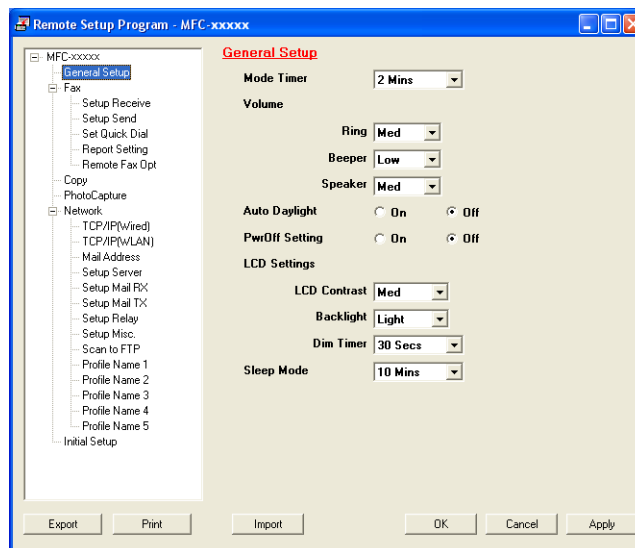 Remote Setup Program - MFC-xxxxx
MFC-xxxxx
General Setup
Fax
Setup Receive
Setup Send
Set Quick Dial
Report Setting
Remote Fax Opt
Copy
PhotoCapture
Network
TCP/IP(Wired)
TCP/IP(WLAN)
Mail Address
Setup Server
Setup Mail RX
Setup Mail TX
Setup Relay
Setup Misc.
Scan to FTP
Profile Name 1
Profile Name 2
Profile Name 3
Profile Name 4
Profile Name 5
Initial Setup
General Setup
Mode Timer 2 Mins
Volume
Ring Med
Beeper Low
Speaker Med
Auto Daylight On Off
PwrOff Setting On Off
LCD Settings
LCD Contrast Med
Backlight Light
Dim Timer 30 Secs
Sleep Mode 10 Mins
Export Print Import OK Cancel Apply